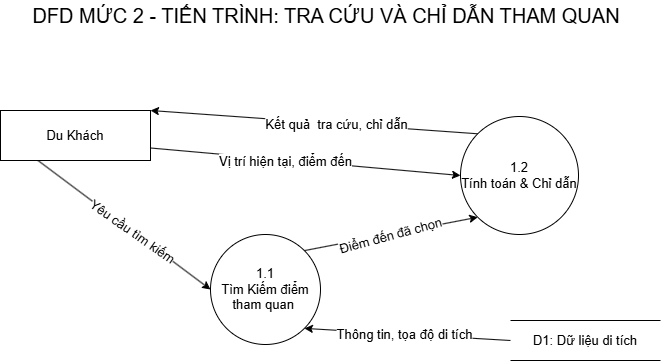 DFD MỨC 2 - TIẾN TRÌNH: TRA CỨU VÀ CHỈ DẪN THAM QUAN
Kết quả tra cứu, chỉ dẫn
Du Khách
Vị trí hiện tại, điểm đến
1.2
Tính toán & Chỉ dẫn
Yêu cầu tìm kiếm
Điểm đến đã chọn
1.1
Tìm Kiếm điểm
tham quan
Thông tin, tọa độ di tích
D1: Dữ liệu di tích